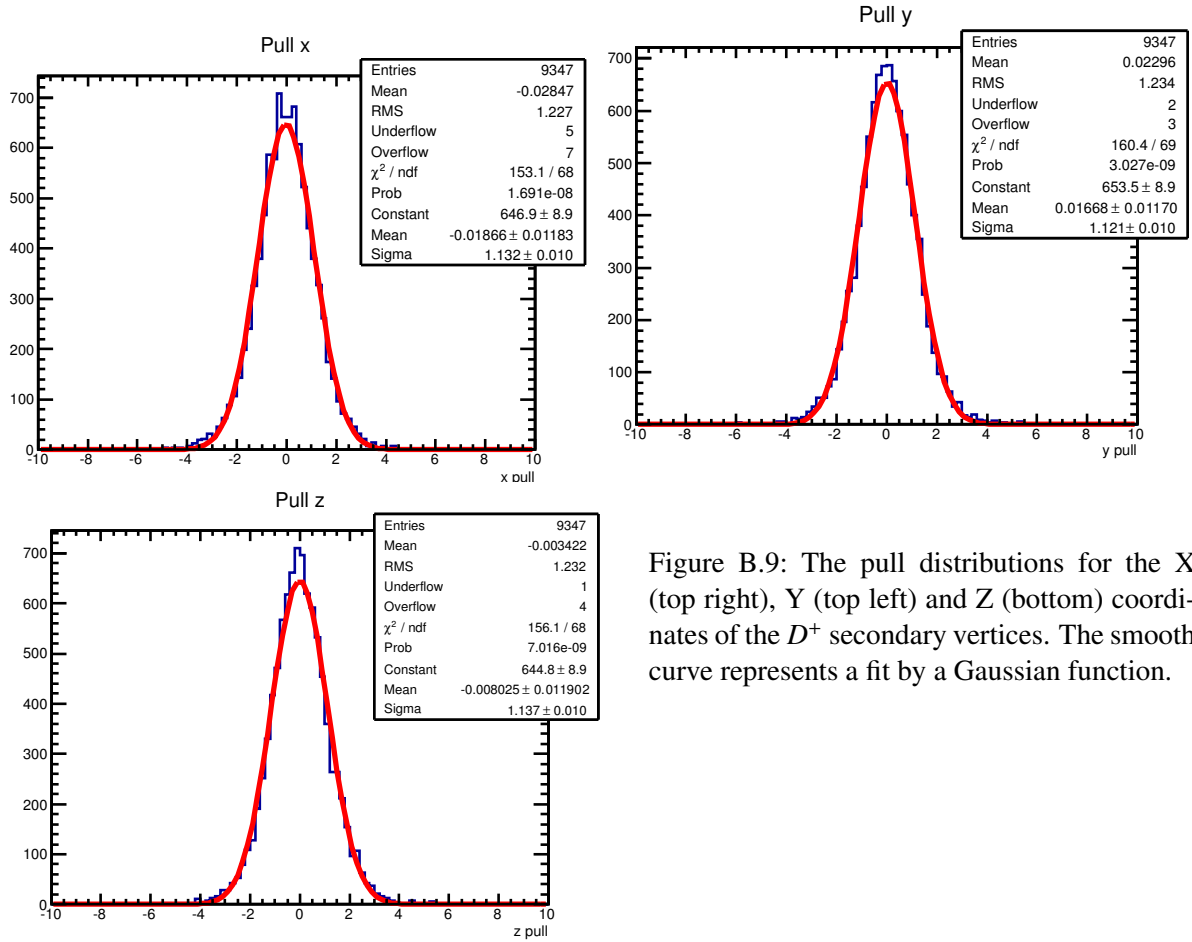 Pull x
Entries 9347
Mean -0.02847
RMS 1.227
Underflow 5
Overflow 7
χ² / ndf 153.1 / 68
Prob 1.691e-08
Constant 646.9 ± 8.9
Mean -0.01866 ± 0.01183
Sigma 1.132 ± 0.010
700
600
500
400
300
200
100
0
-10 -8 -6 -4 -2 0 2 4 6 8 10
x pull
Pull y
Entries 9347
Mean 0.02296
RMS 1.234
Underflow 2
Overflow 3
χ² / ndf 160.4 / 69
Prob 3.027e-09
Constant 653.5 ± 8.9
Mean 0.01668 ± 0.01170
Sigma 1.121 ± 0.010
700
600
500
400
300
200
100
0
-10 -8 -6 -4 -2 0 2 4 6 8 10
y pull
Pull z
Entries 9347
Mean -0.003422
RMS 1.232
Underflow 1
Overflow 4
χ² / ndf 156.1 / 68
Prob 7.016e-09
Constant 644.8 ± 8.9
Mean -0.008025 ± 0.011902
Sigma 1.137 ± 0.010
700
600
500
400
300
200
100
0
-10 -8 -6 -4 -2 0 2 4 6 8 10
z pull
Figure B.9: The pull distributions for the X
(top right), Y (top left) and Z (bottom) coordi-
nates of the D⁺ secondary vertices. The smooth
curve represents a fit by a Gaussian function.